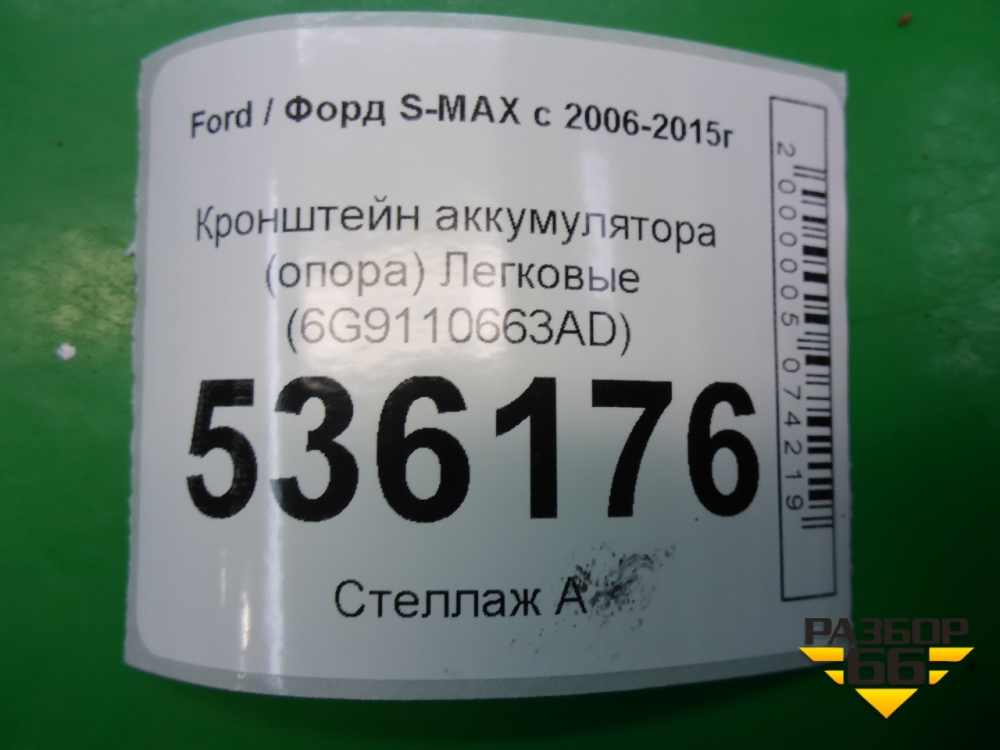 Ford / Форд S-MAX с 2006-2015г
Кронштейн аккумулятора
(опора) Легковые
(6G9110663AD)
536176
Стеллаж А
2000005074219
РАЗБОР
66